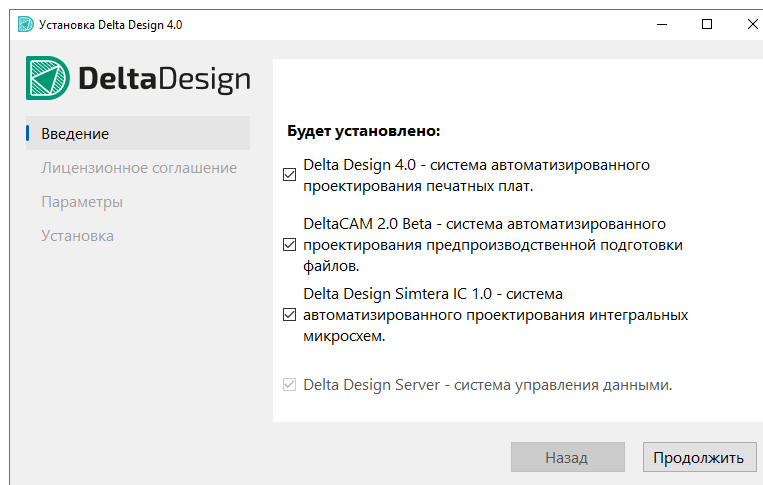 Установка Delta Design 4.0
DeltaDesign
Введение
Лицензионное соглашение
Параметры
Установка
Будет установлено:
Delta Design 4.0 - система автоматизированного
проектирования печатных плат.
DeltaCAM 2.0 Beta - система автоматизированного
проектирования предпроизводственной подготовки
файлов.
Delta Design Simtera IC 1.0 - система
автоматизированного проектирования интегральных
микросхем.
Delta Design Server - система управления данными.
Назад
Продолжить